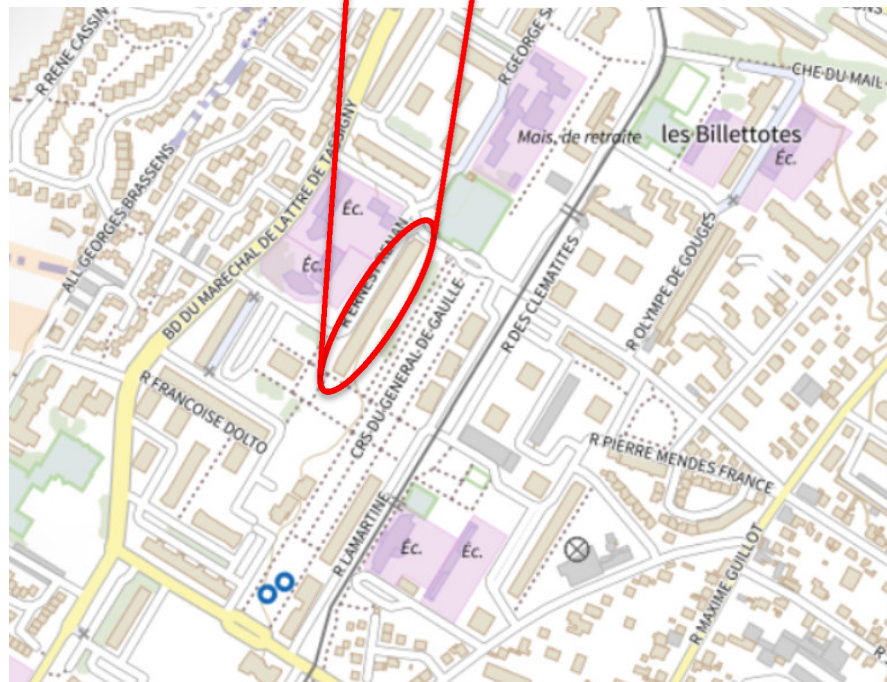 R RENE CASSIN
R GEORGE S
CHE DU MAIL
Mais. de retraite
les Billettotes
Éc.
ALL GEORGES BRASSENS
BD DU MARECHAL DE LATTRE DE TASSIGNY
Éc.
Éc.
R ERNEST RENAN
R OLYMPE DE GOUGES
R DES CLEMATITES
CRS DU GENERAL DE GAULLE
R FRANCOISE DOLTO
R PIERRE MENDES FRANCE
R LAMARTINE
Éc.
Éc.
R MAXIME GUILLOT